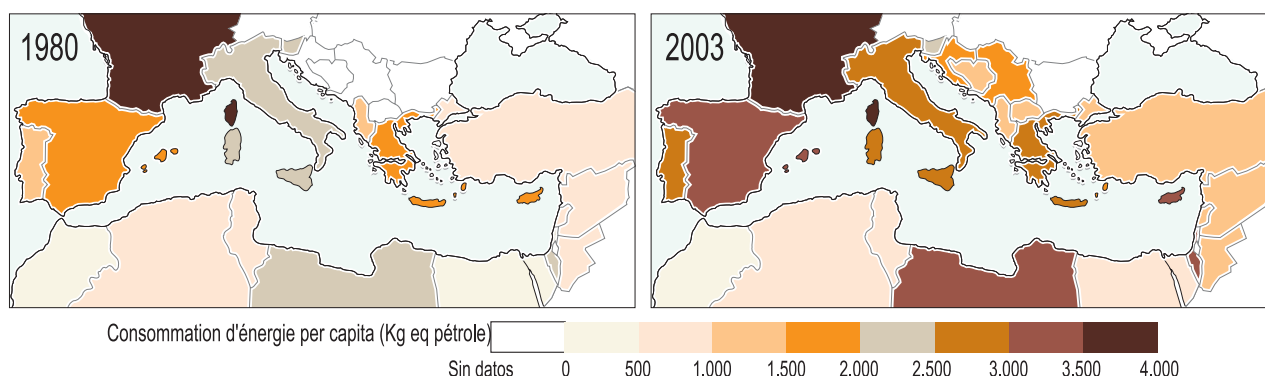 1980
2003
Consommation d'énergie per capita (Kg eq pétrole)
Sin datos 0 500 1.000 1.500 2.000 2.500 3.000 3.500 4.000